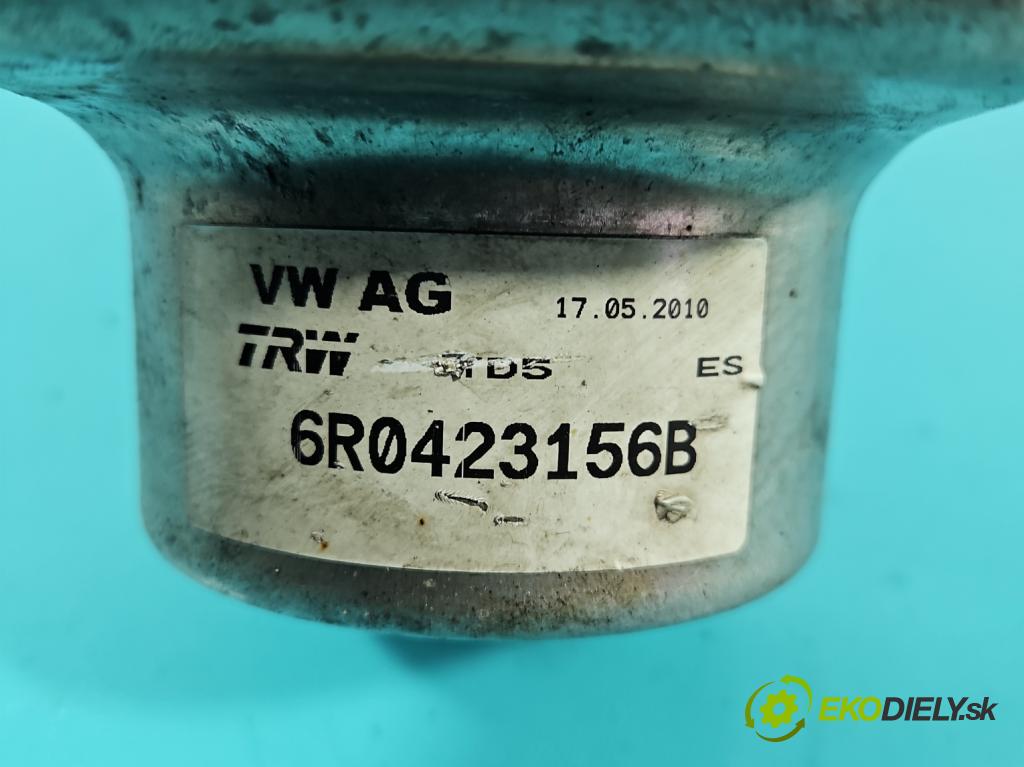 VW AG 17.05.2010
TRW ES
6R0423156B
EKODIELY.sk